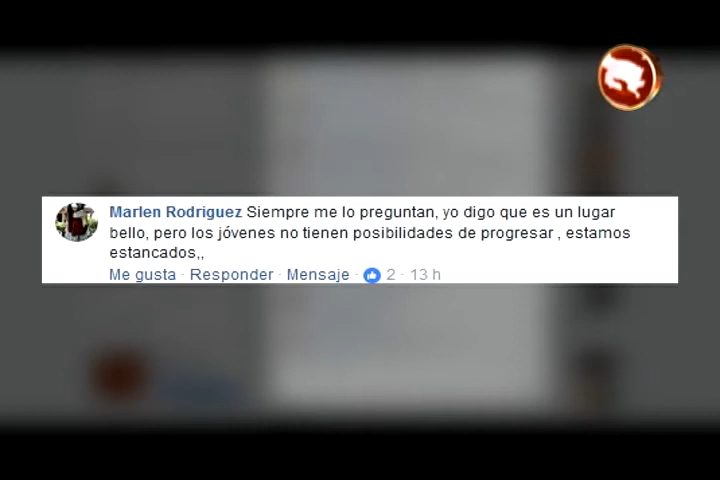 Marlen Rodriguez Siempre me lo preguntan, yo digo que es un lugar
bello, pero los jóvenes no tienen posibilidades de progresar , estamos
estancados,,
Me gusta · Responder · Mensaje · 2 · 13 h